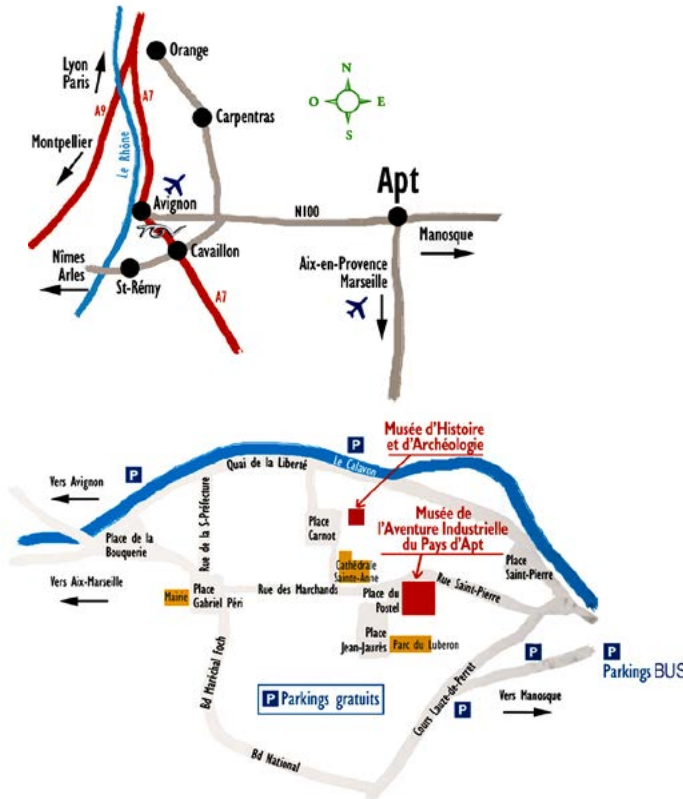 Orange
Lyon
Paris
A9
A7
N
O
E
S
Carpentras
Montpellier
Le Rhône
Apt
Avignon
N100
Manosque
Cavaillon
Nîmes
Arles
St-Rémy
A7
Aix-en-Provence
Marseille
Musée d'Histoire
et d'Archéologie
P
P
Quai de la Liberté
Le Calavon
Vers Avignon
Rue de la S-Préfecture
Musée de
l'Aventure Industrielle
du Pays d'Apt
Place de la
Bouquerie
Place
Carnot
Place
Saint-Pierre
Cathédrale
Sainte-Anne
Vers Aix-Marseille
Mairie
Place
Gabriel Péri
Rue des Marchands
Place du
Postel
Rue Saint-Pierre
Place
Jean-Jaurès
Parc du Luberon
P
P
Parkings BUS
Bd Maréchal Foch
P Parkings gratuits
Cours Lauze-de-Perret
Vers Manosque
P
P
Bd National